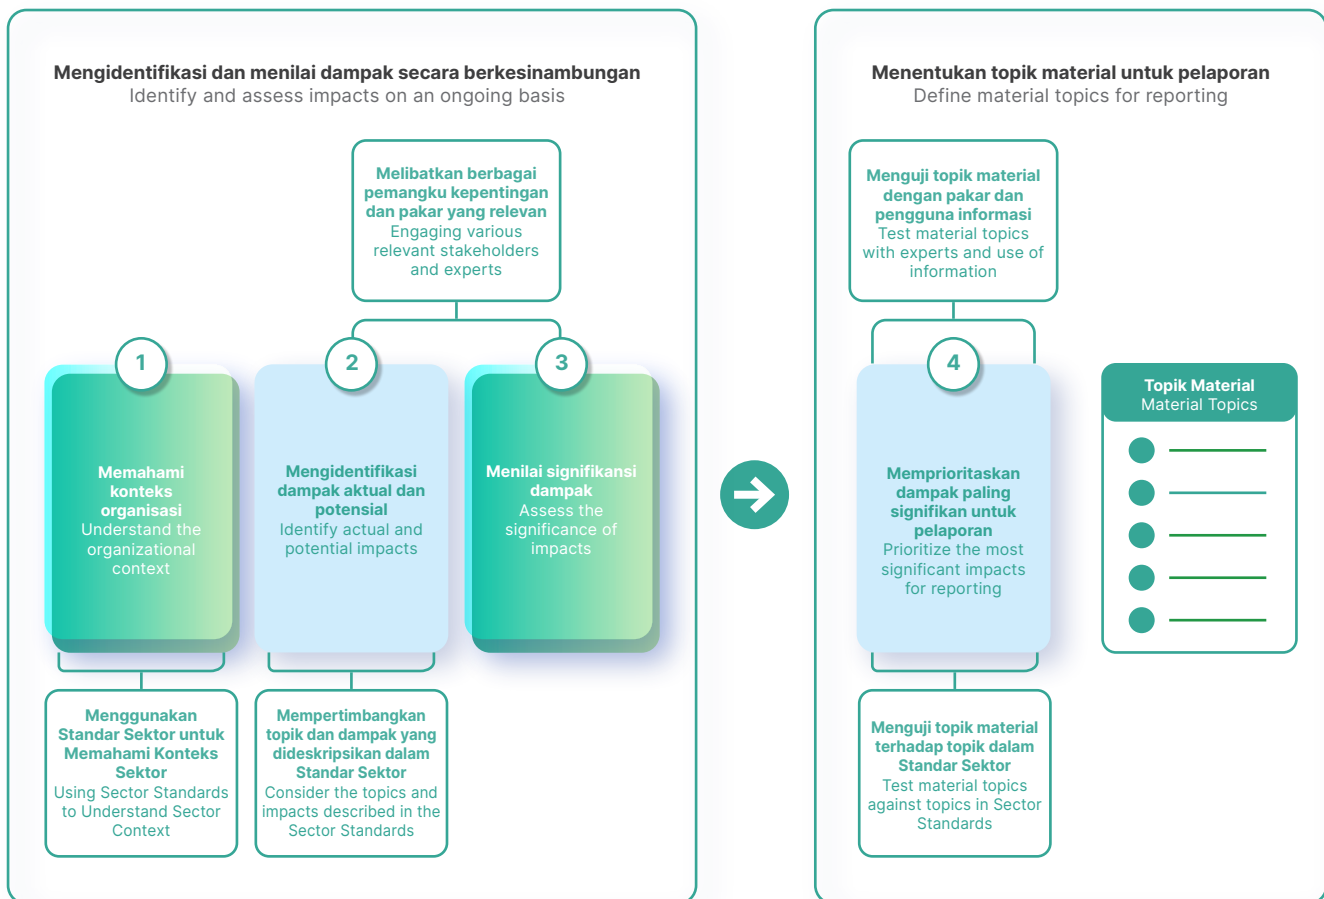 Mengidentifikasi dan menilai dampak secara berkesinambungan
Identify and assess impacts on an ongoing basis
Melibatkan berbagai
pemangku kepentingan
dan pakar yang relevan
Engaging various
relevant stakeholders
and experts
1
Memahami
konteks
organisasi
Understand the
organizational
context
2
Mengidentifikasi
dampak aktual dan
potensial
Identify actual and
potential impacts
3
Menilai signifikansi
dampak
Assess the
significance of
impacts
Menggunakan
Standar Sektor untuk
Memahami Konteks
Sektor
Using Sector Standards
to Understand Sector
Context
Mempertimbangkan
topik dan dampak yang
dideskripsikan dalam
Standar Sektor
Consider the topics and
impacts described in the
Sector Standards
Menentukan topik material untuk pelaporan
Define material topics for reporting
Menguji topik material
dengan pakar dan
pengguna informasi
Test material topics
with experts and use of
information
4
Memprioritaskan
dampak paling
signifikan untuk
pelaporan
Prioritize the most
significant impacts
for reporting
Menguji topik material
terhadap topik dalam
Standar Sektor
Test material topics
against topics in Sector
Standards
Topik Material
Material Topics